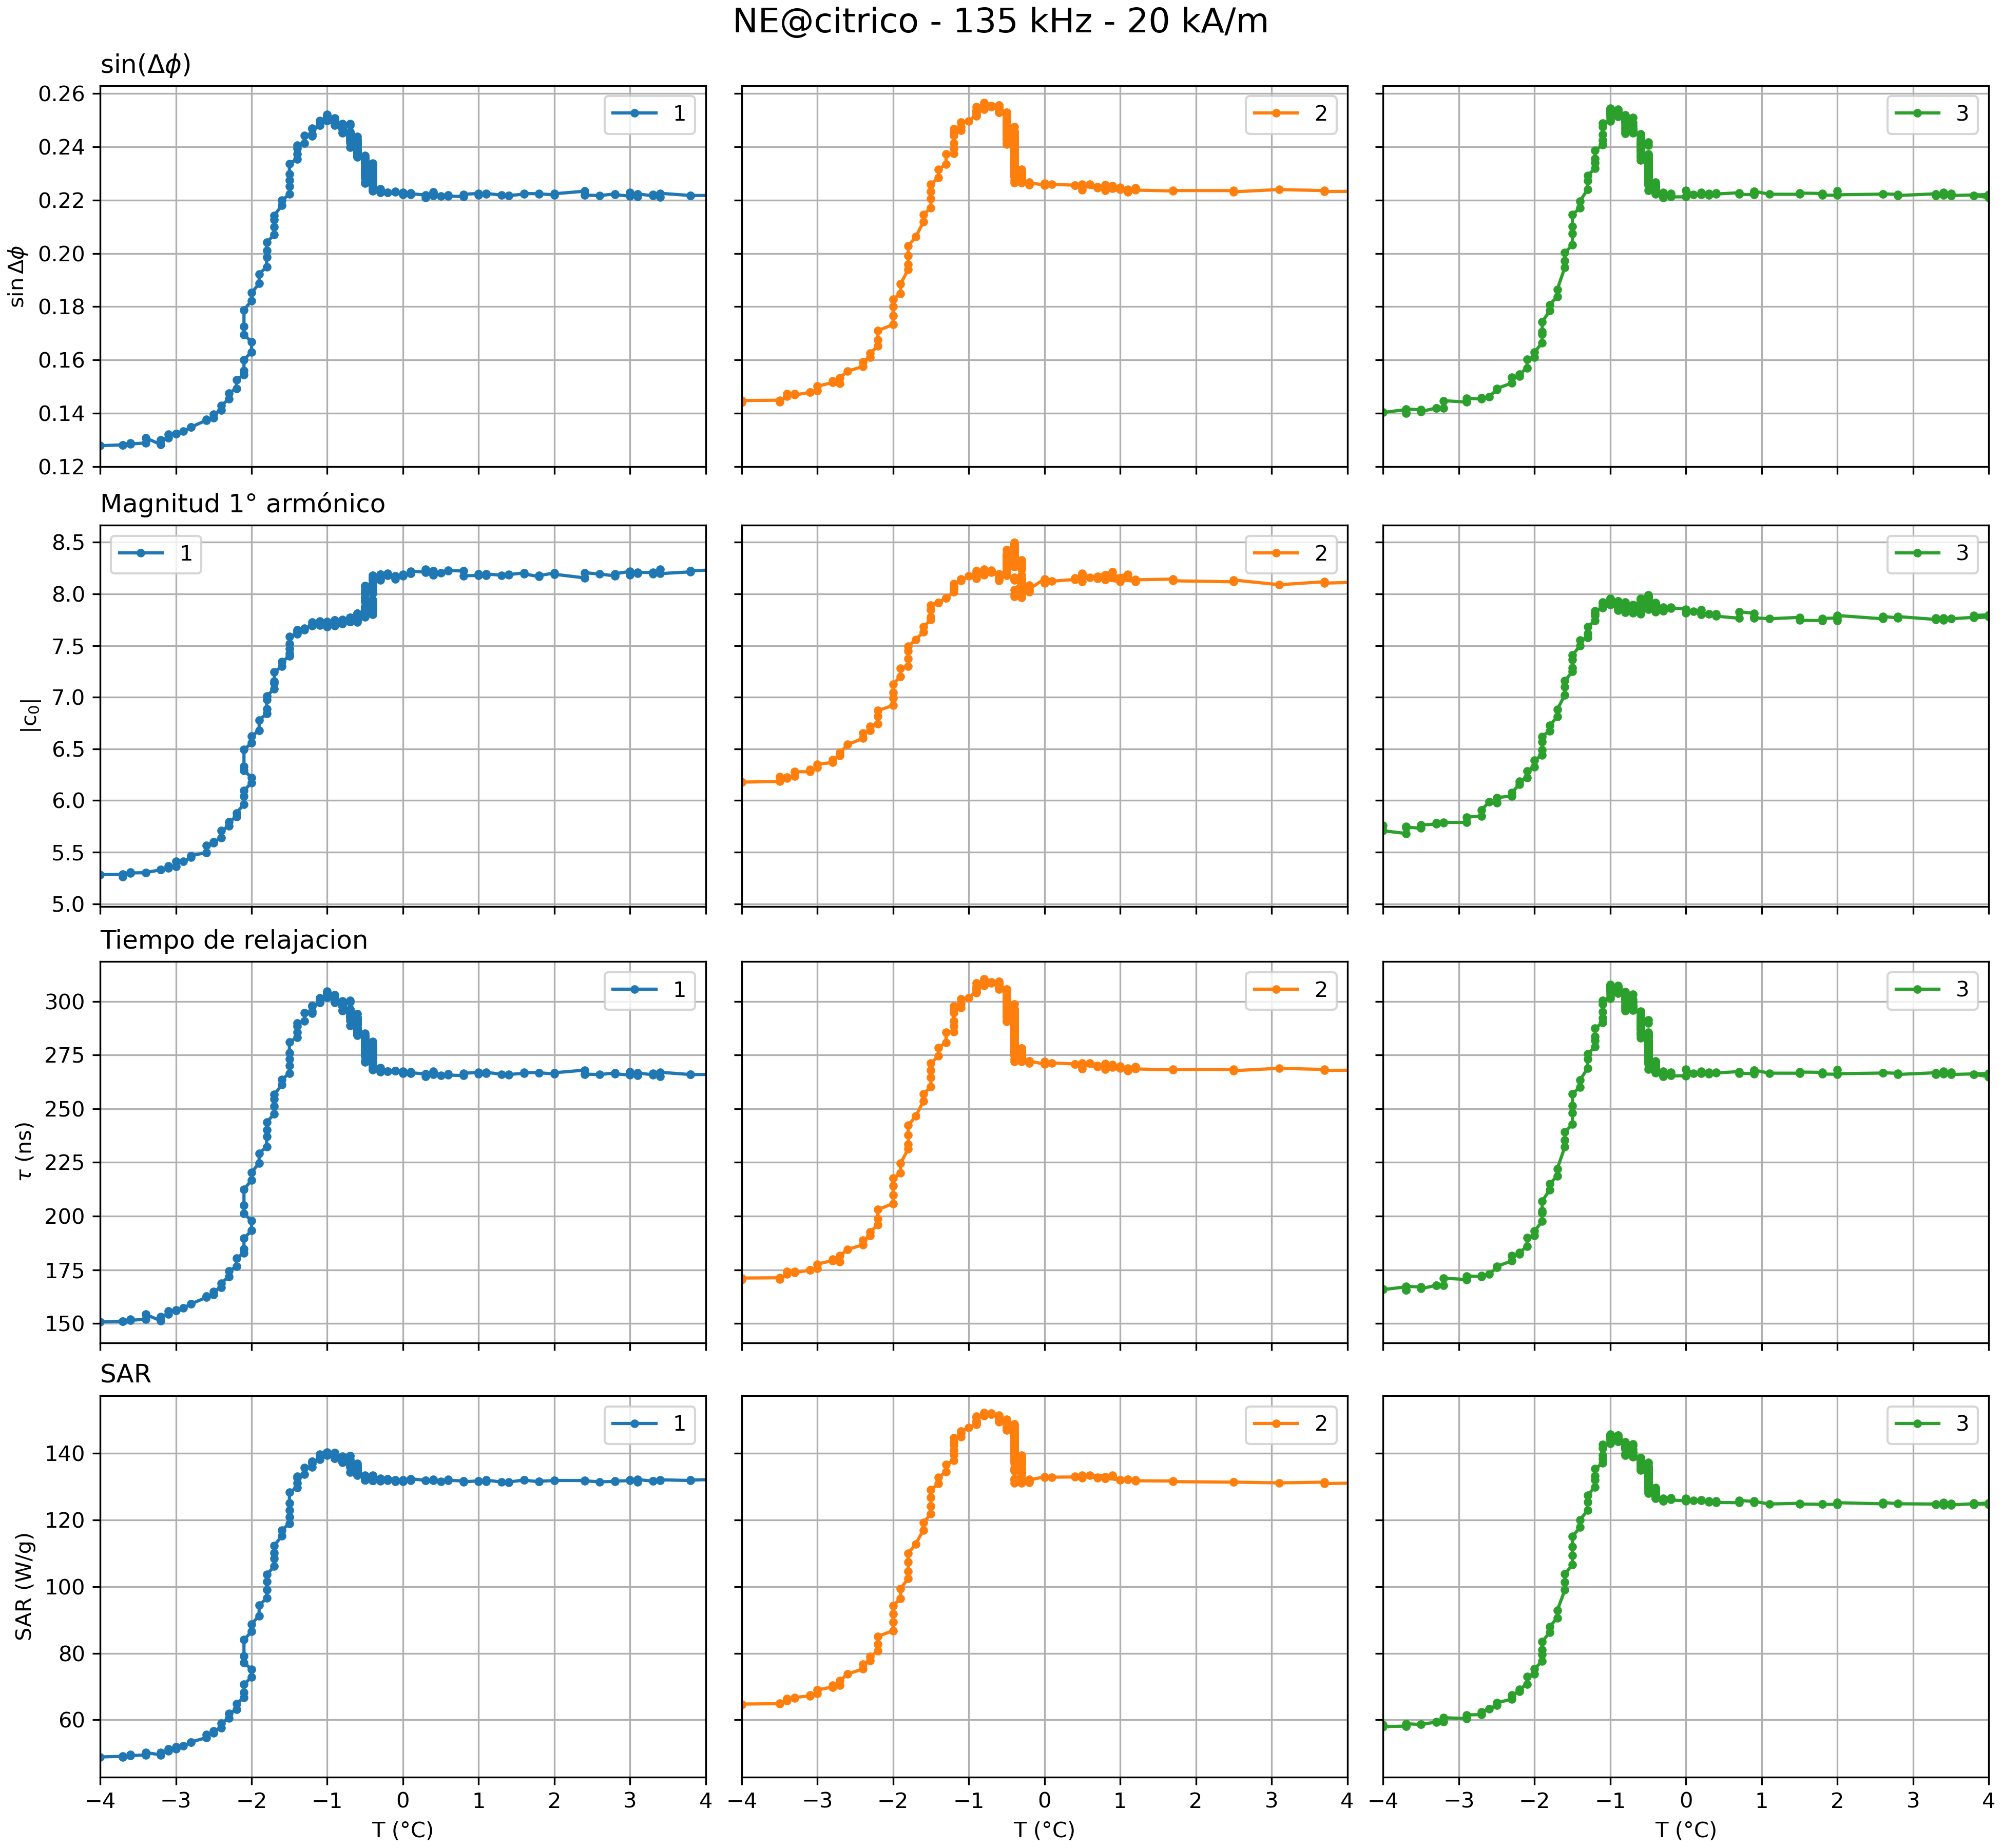 NE@citrico - 135 kHz - 20 kA/m
sin(Δϕ)
0.26
0.24
0.22
0.20
0.18
0.16
0.14
0.12
sin Δϕ
1
2
3
Magnitud 1° armónico
8.5
8.0
7.5
7.0
6.5
6.0
5.5
5.0
|c₀|
1
2
3
Tiempo de relajacion
300
275
250
225
200
175
150
τ (ns)
1
2
3
SAR
140
120
100
80
60
SAR (W/g)
1
2
3
−4 −3 −2 −1 0 1 2 3 4
−4 −3 −2 −1 0 1 2 3 4
−4 −3 −2 −1 0 1 2 3 4
T (°C)
T (°C)
T (°C)